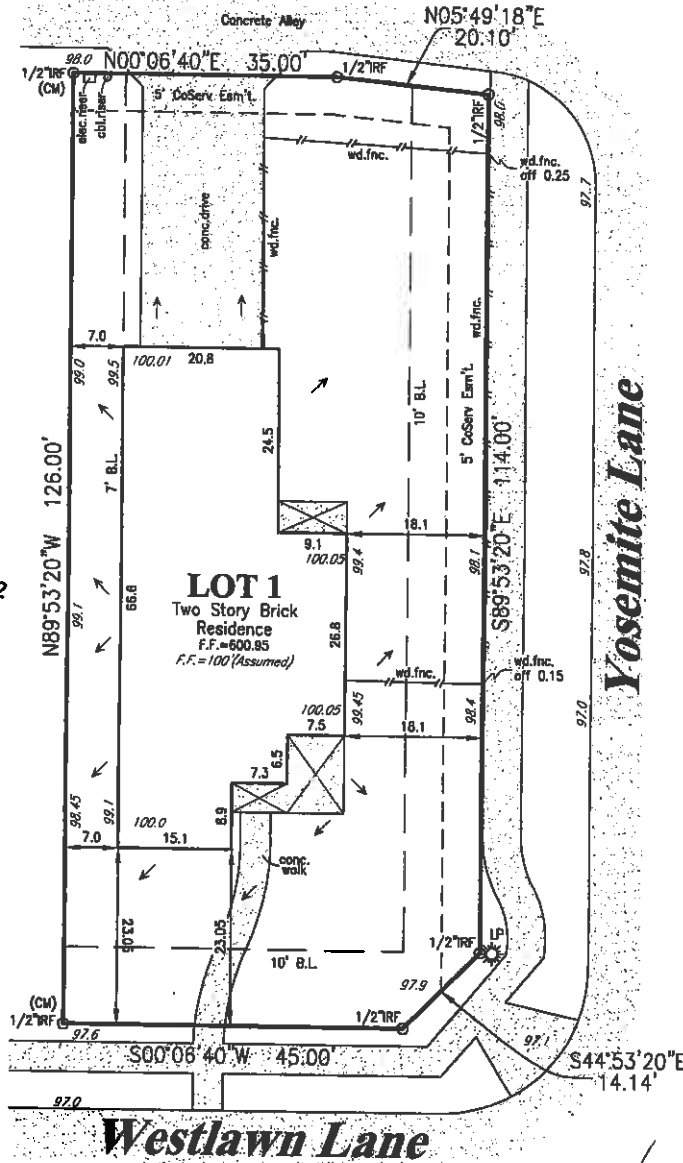 Concrete Alley
N05°49'18"E
20.10'
98.0
N00°06'40"E 35.00'
1/2"IRF
(CM)
1/2"IRF
elec.riser
cbl.riser
5' CoServ Esm't.
1/2"IRF
98.0
wd.fnc.
wd.fnc.
off 0.25
97.7
conc.drive
wd.fnc.
wd.fnc.
7.0
99.0
99.5
100.01
20.8
10' B.L.
5' CoServ Esm't.
24.5
7' B.L.
N89°53'20"W 126.00'
S89°53'20"E 114.00'
Yosemite Lane
9.1
18.1
100.05
99.4
98.1
97.8
66.8
99.1
LOT 1
Two Story Brick
Residence
F.F.=600.95
F.F.=100'(Assumed)
26.8
wd.fnc.
wd.fnc.
off 0.15
97.0
100.05
99.45
98.4
7.5
18.1
6.5
7.3
6.9
98.45
99.1
100.0
7.0
15.1
conc.
walk
23.05
23.05
10' B.L.
1/2"IRF
LP
97.9
(CM)
1/2"IRF
97.6
1/2"IRF
S00°06'40"W 45.00'
97.1
S44°53'20"E
14.14'
97.0
Westlawn Lane